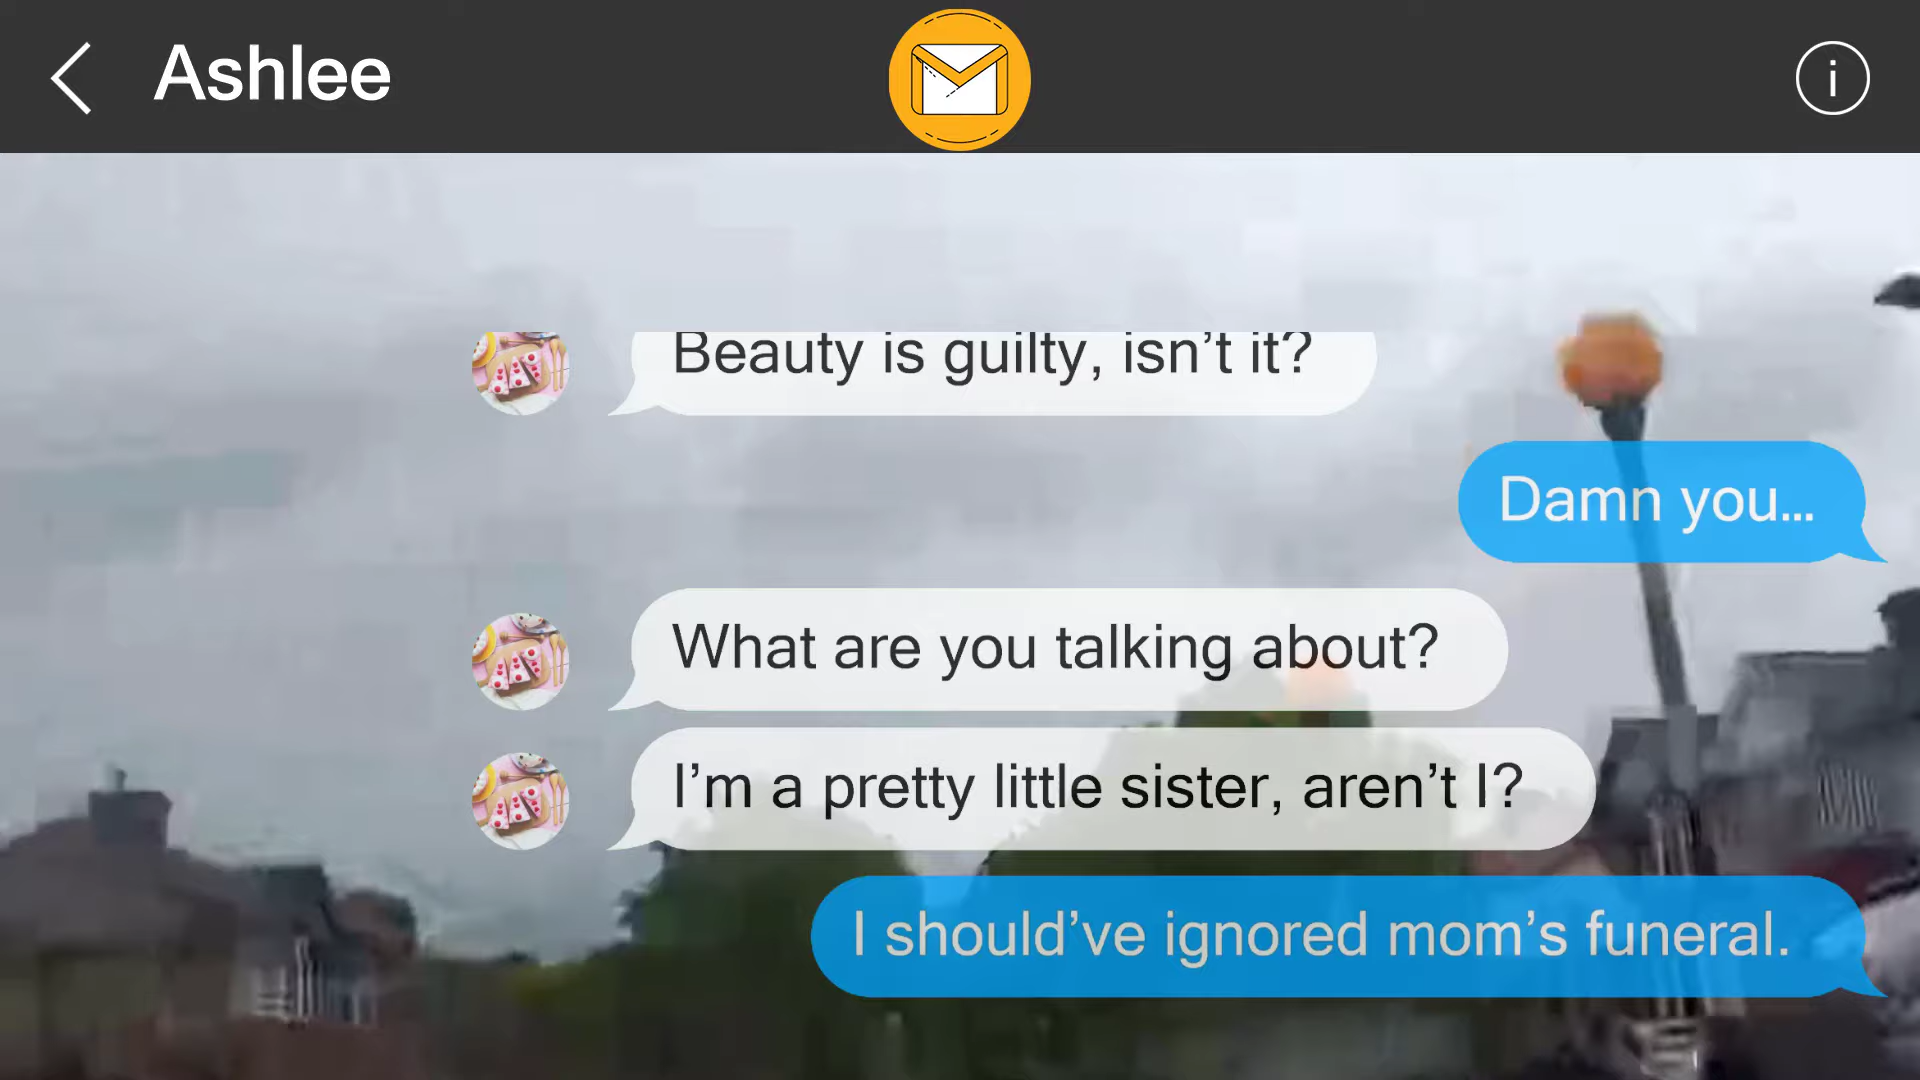 Ashlee
Beauty is guilty, isn’t it?
Damn you...
What are you talking about?
I’m a pretty little sister, aren’t I?
I should’ve ignored mom’s funeral.